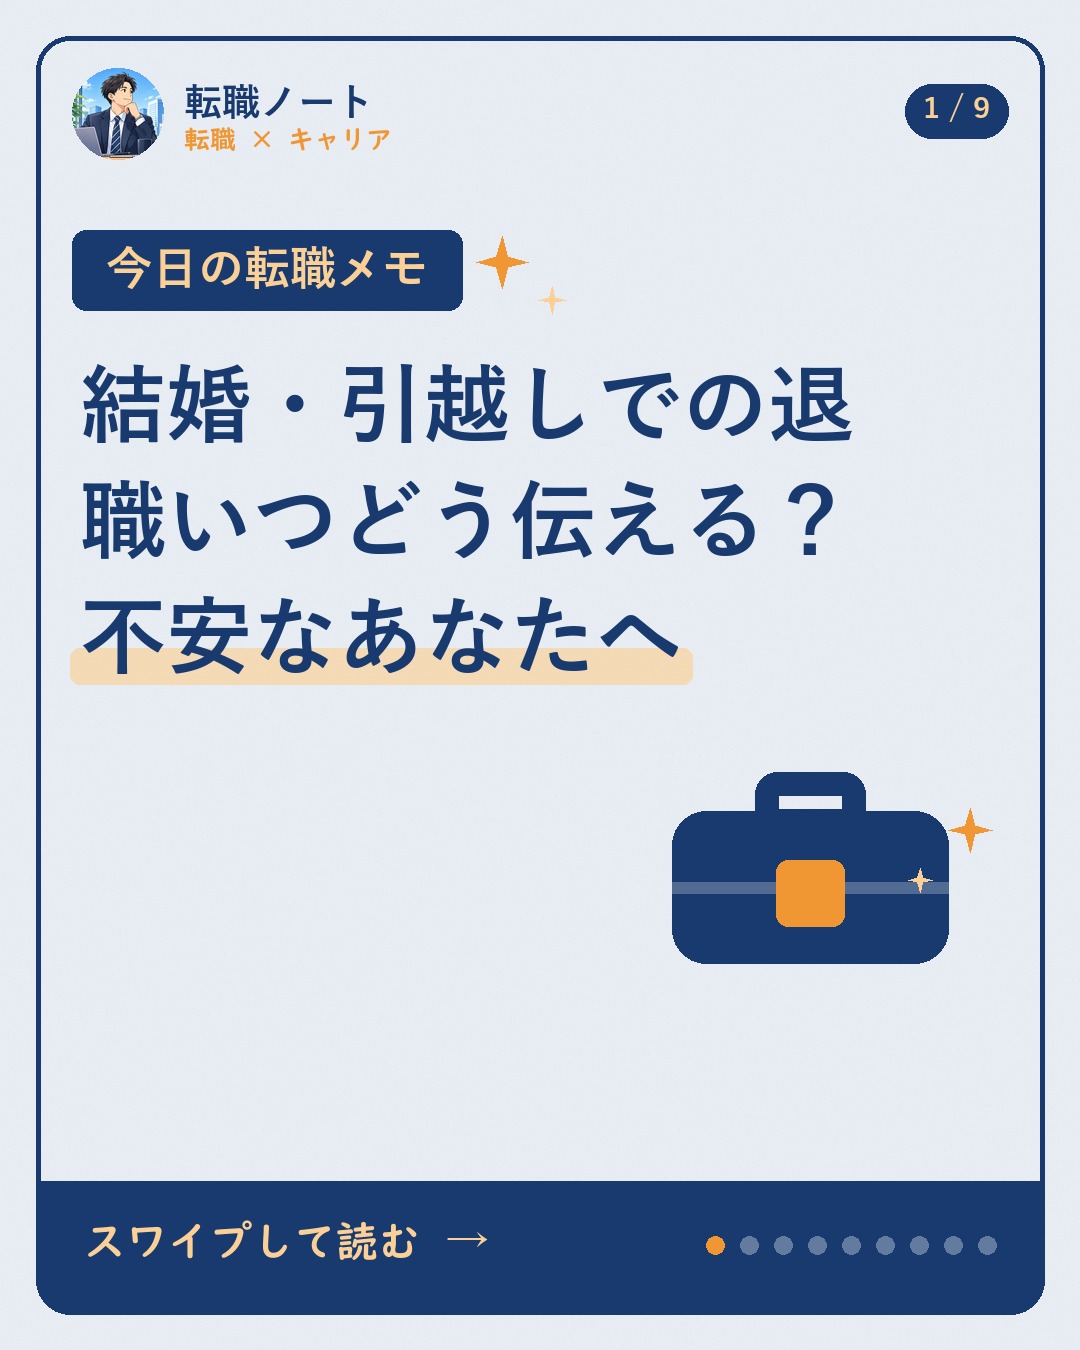 転職ノート
転職 × キャリア
1 / 9
今日の転職メモ
結婚・引越しでの退
職いつどう伝える？
不安なあなたへ
スワイプして読む →